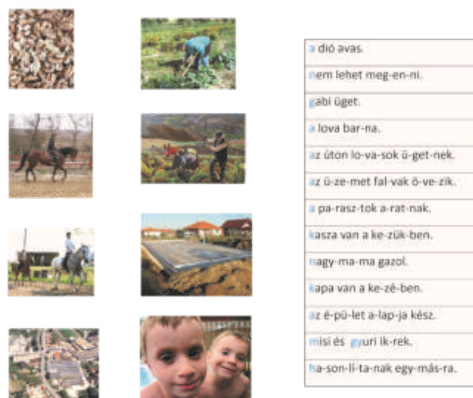 a dió avas.
nem lehet meg-en-ni.
gabi üget.
a lova bar-na.
az úton lo-va-sok ü-get-nek.
az ü-ze-met fal-vak ö-ve-zik.
a pa-rasz-tok a-rat-nak.
kasza van a ke-zük-ben.
nagy-ma-ma gazol.
kapa van a ke-zé-ben.
az é-pü-let a-lap-ja kész.
misi és gyuri ik-rek.
ha-son-lí-ta-nak egy-más-ra.